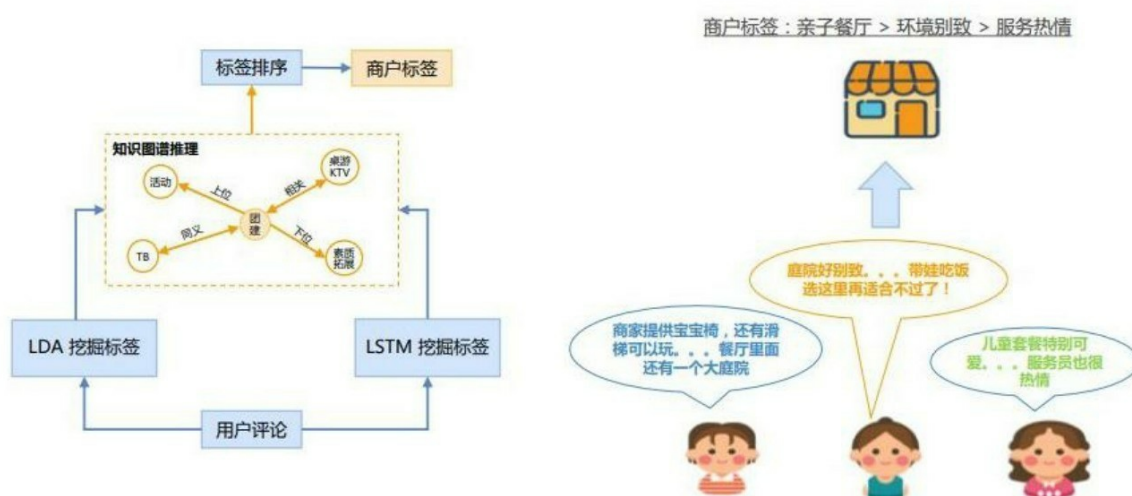 商户标签：亲子餐厅 > 环境别致 > 服务热情
标签排序
商户标签
知识图谱推理
活动
桌游
KTV
上位
相关
团
建
同义
下位
TB
素质
拓展
LDA 挖掘标签
LSTM 挖掘标签
用户评论
庭院好别致。。。带娃吃饭
选这里再适合不过了！
商家提供宝宝椅，还有滑
梯可以玩。。。餐厅里面
还有一个大庭院
儿童套餐特别可
爱。。。服务员也很
热情